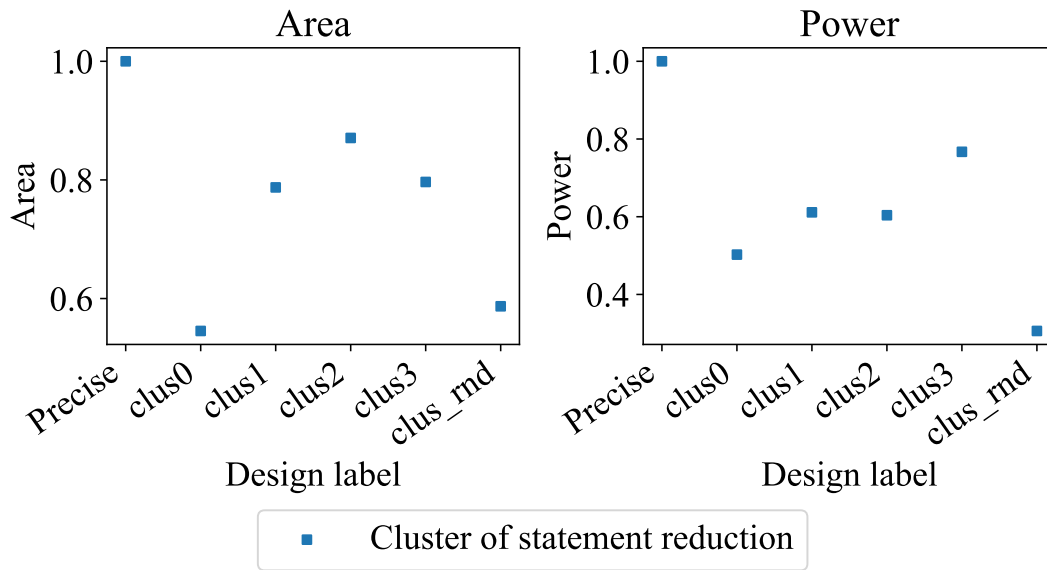 Area
1.0
0.8
0.6
Area
Precise
clus0
clus1
clus2
clus3
clus_rnd
Design label
Power
1.0
0.8
0.6
0.4
Power
Precise
clus0
clus1
clus2
clus3
clus_rnd
Design label
Cluster of statement reduction